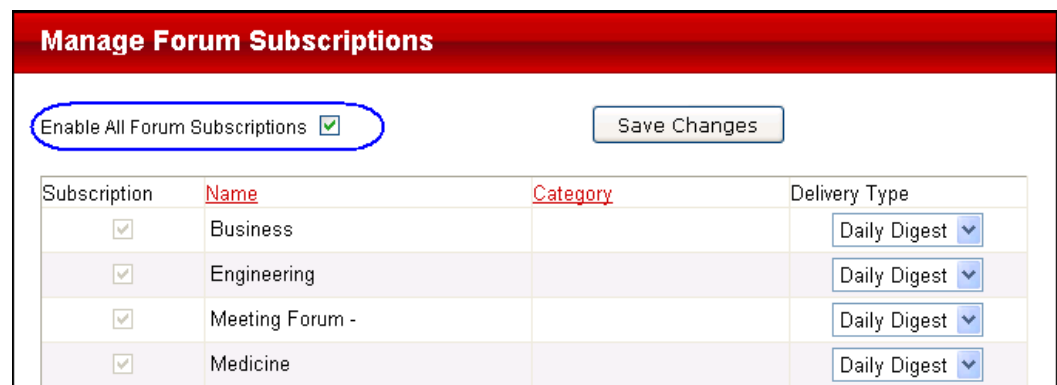 Manage Forum Subscriptions
Enable All Forum Subscriptions Save Changes
Subscription Name Category Delivery Type
Business Daily Digest
Engineering Daily Digest
Meeting Forum - Daily Digest
Medicine Daily Digest